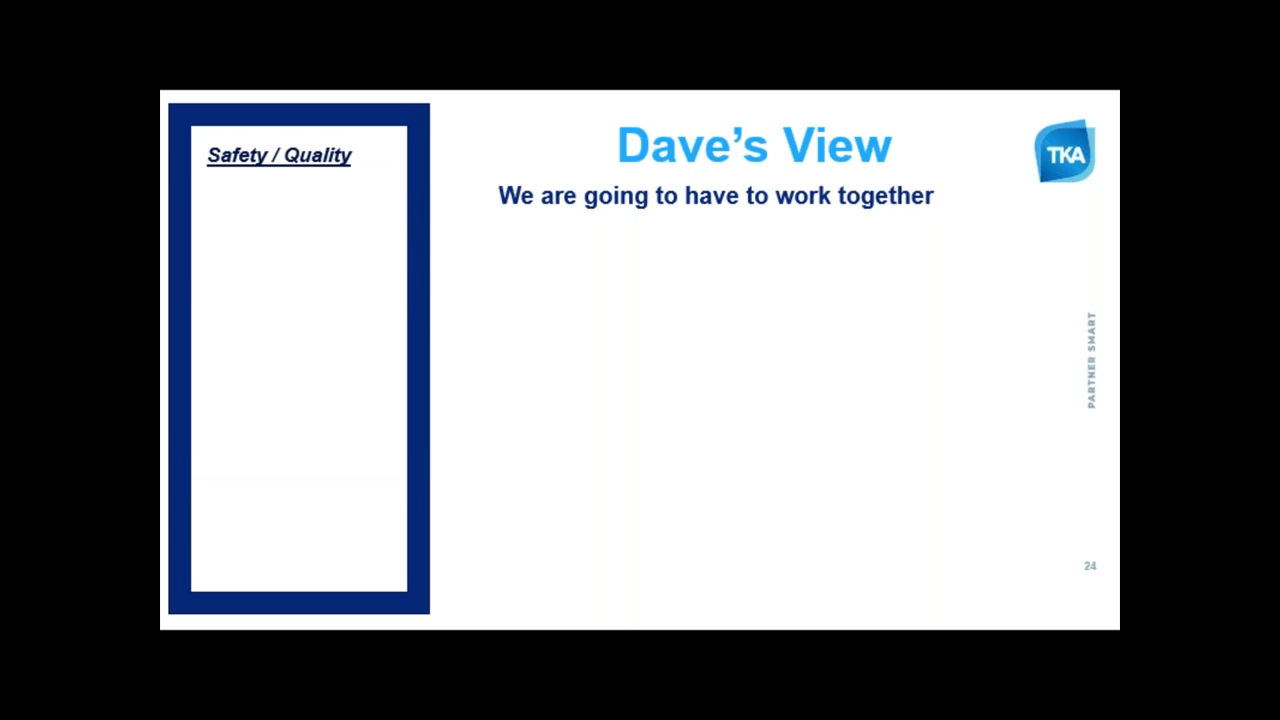 Safety / Quality
Dave's View
We are going to have to work together
TKA
PARTNER SMART
24